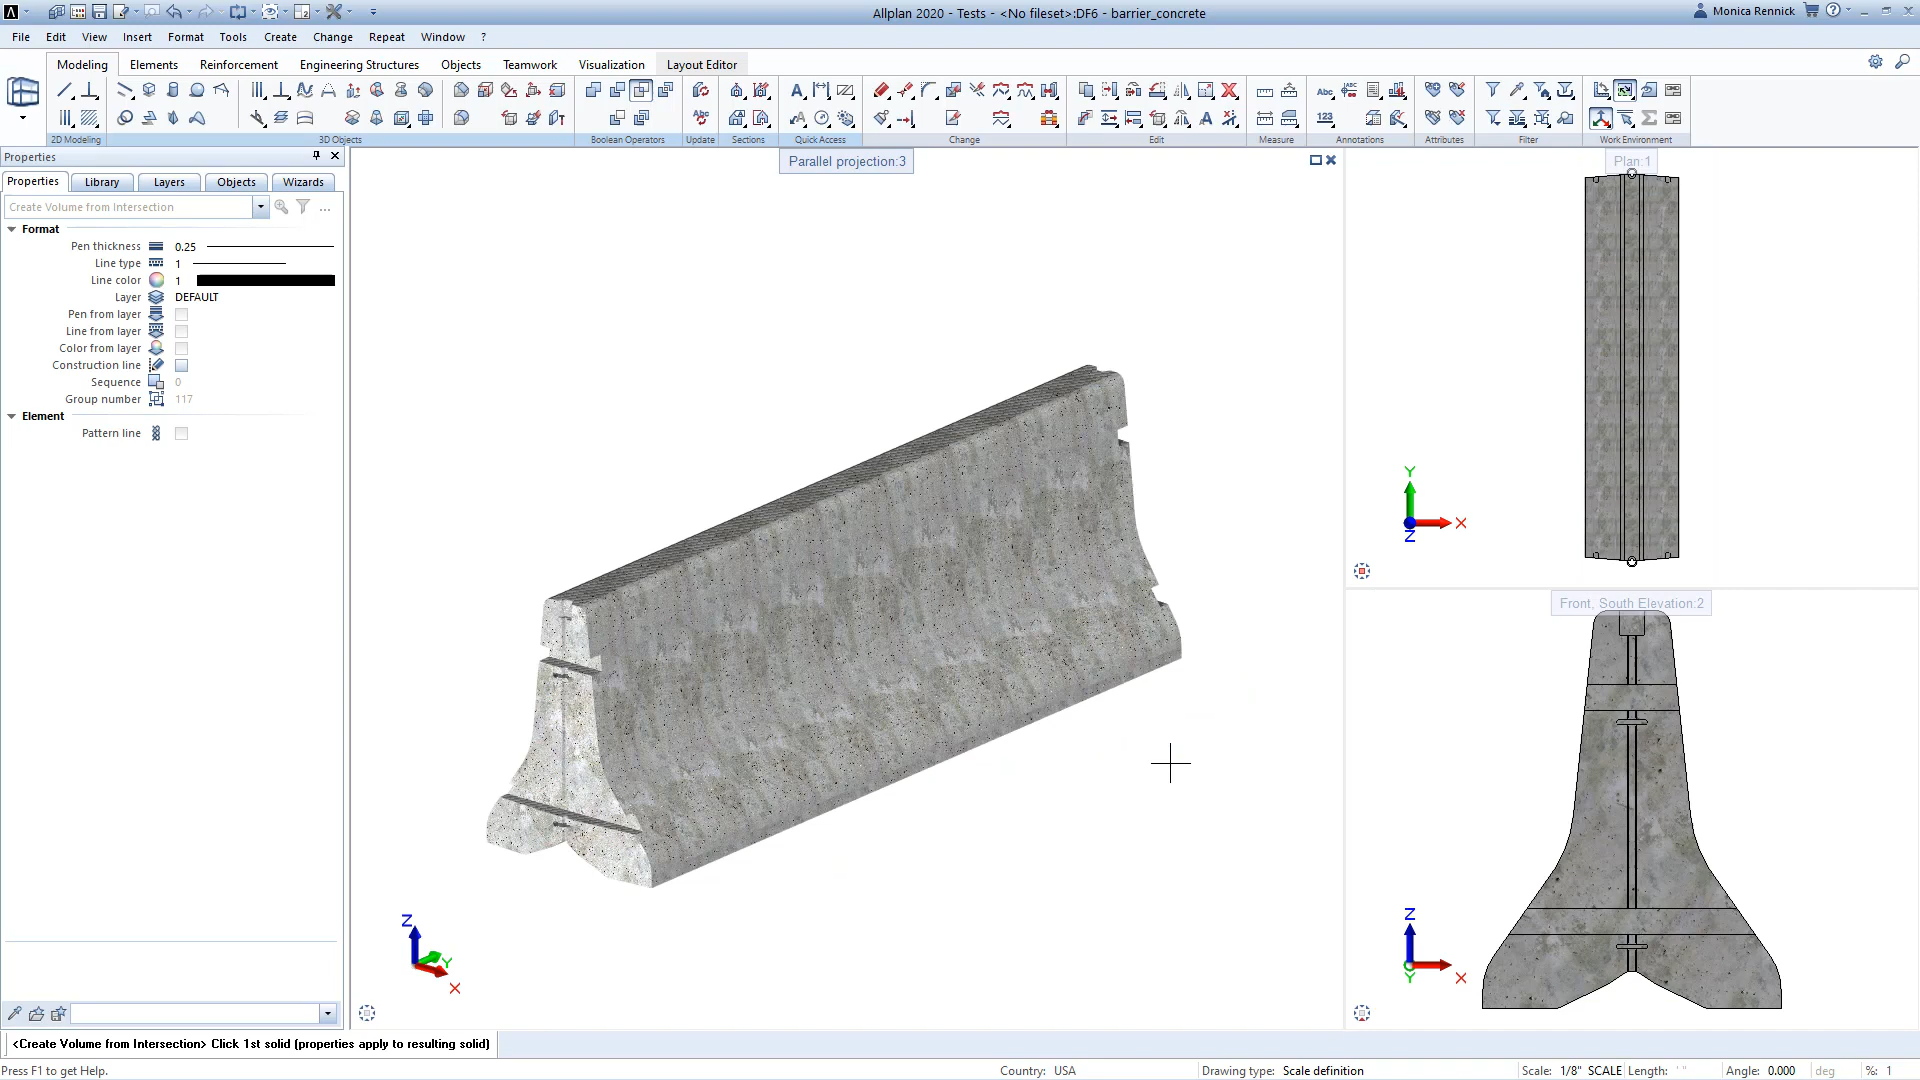 Allplan 2020 - Tests - <No fileset>:DF6 - barrier_concrete
Monica Rennick
File Edit View Insert Format Tools Create Change Repeat Window ?
Modeling Elements Reinforcement Engineering Structures Objects Teamwork Visualization Layout Editor
Abc
ABC
123
2D Modeling 3D Objects Boolean Operators Update Sections Quick Access Change Edit Measure Annotations Attributes Filter Work Environment
Properties
Properties Library Layers Objects Wizards
Create Volume from Intersection
...
Format
Pen thickness 0.25
Line type 1
Line color 1
Layer DEFAULT
Pen from layer
Line from layer
Color from layer
Construction line
Sequence 0
Group number 117
Element
Pattern line
Parallel projection:3
Z
Y
X
Plan:1
Y
X
Z
Front, South Elevation:2
Z
X
Y
<Create Volume from Intersection> Click 1st solid (properties apply to resulting solid)
Press F1 to get Help.
Country: USA
Drawing type: Scale definition
Scale: 1/8" SCALE
Length: ' "
Angle: 0.000 deg
%: 1